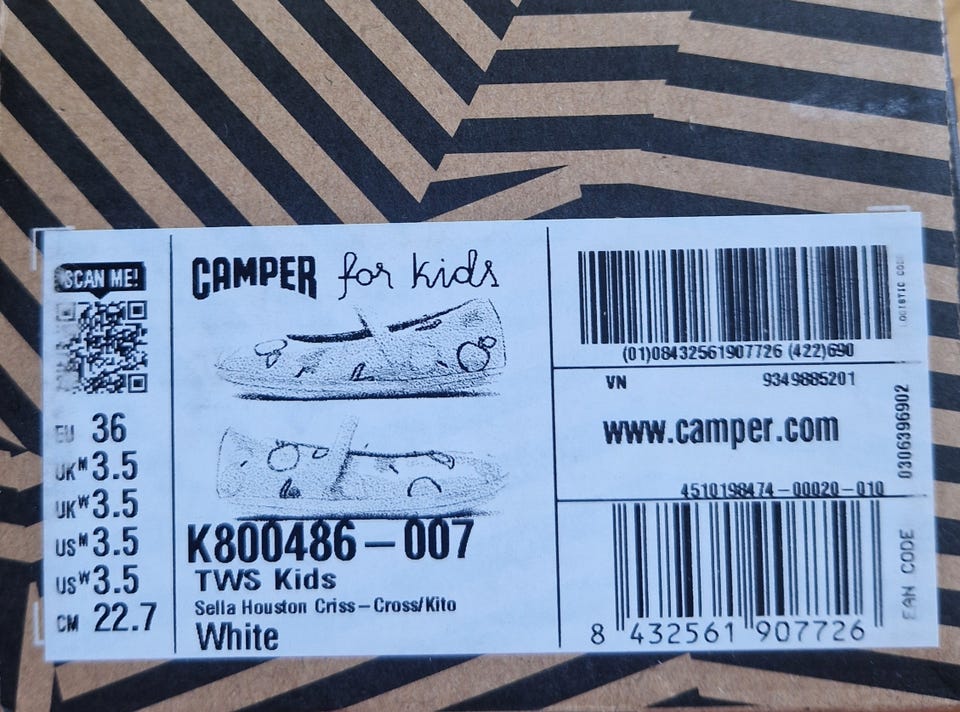 SCAN ME!
EU 36
UK M 3.5
UK W 3.5
US M 3.5
US W 3.5
CM 22.7
CAMPER for kids
K800486-007
TWS Kids
Sella Houston Criss-Cross/Kito
White
(01)08432561907726 (422)690
LOGISTIC CODE
VN 9349885201
www.camper.com
0306396902
4510198474-00020-010
8 432561 907726
EAN CODE